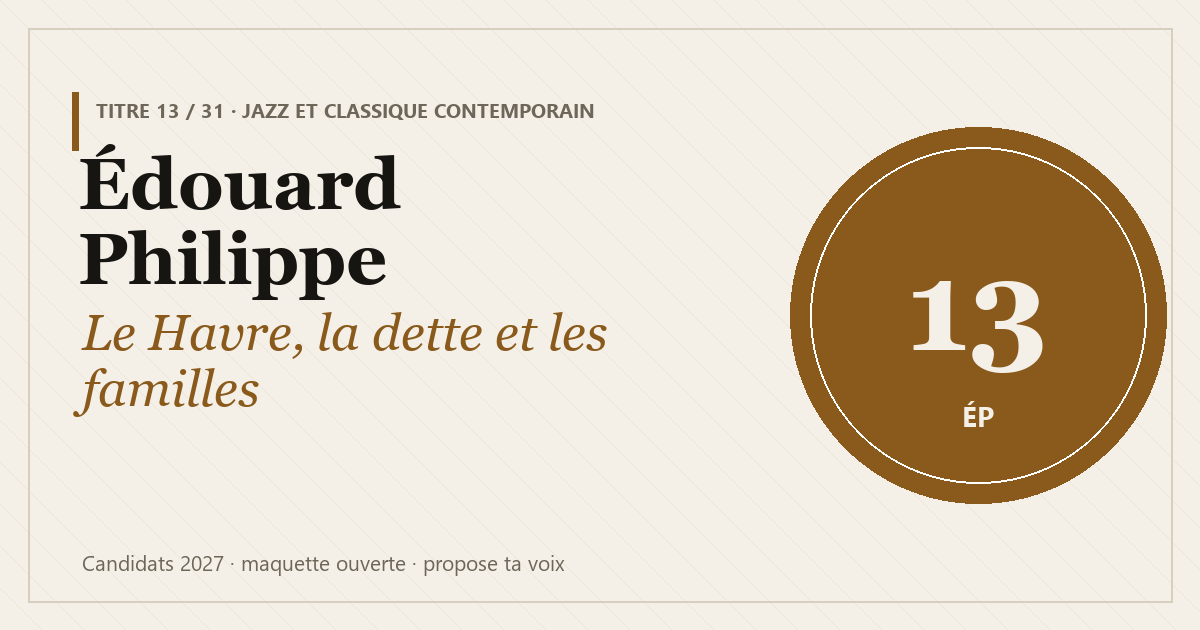 TITRE 13 / 31 · JAZZ ET CLASSIQUE CONTEMPORAIN
Édouard
Philippe
Le Havre, la dette et les
familles
13
ÉP
Candidats 2027 · maquette ouverte · propose ta voix